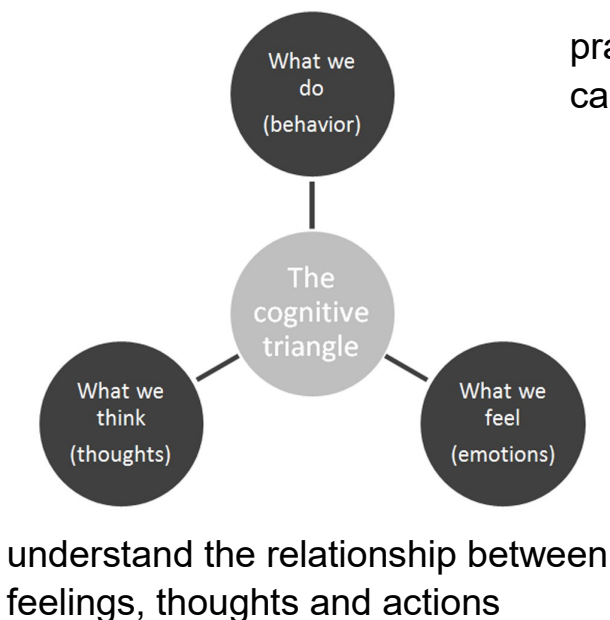 What we
do
(behavior)
The
cognitive
triangle
What we
think
(thoughts)
What we
feel
(emotions)
understand the relationship between
feelings, thoughts and actions